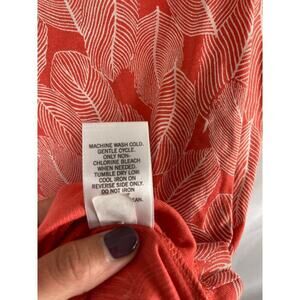 MACHINE WASH COLD.
GENTLE CYCLE.
ONLY NON-
CHLORINE BLEACH
WHEN NEEDED.
TUMBLE DRY LOW
COOL IRON ON
REVERSE SIDE ONLY.
DO NOT IRON